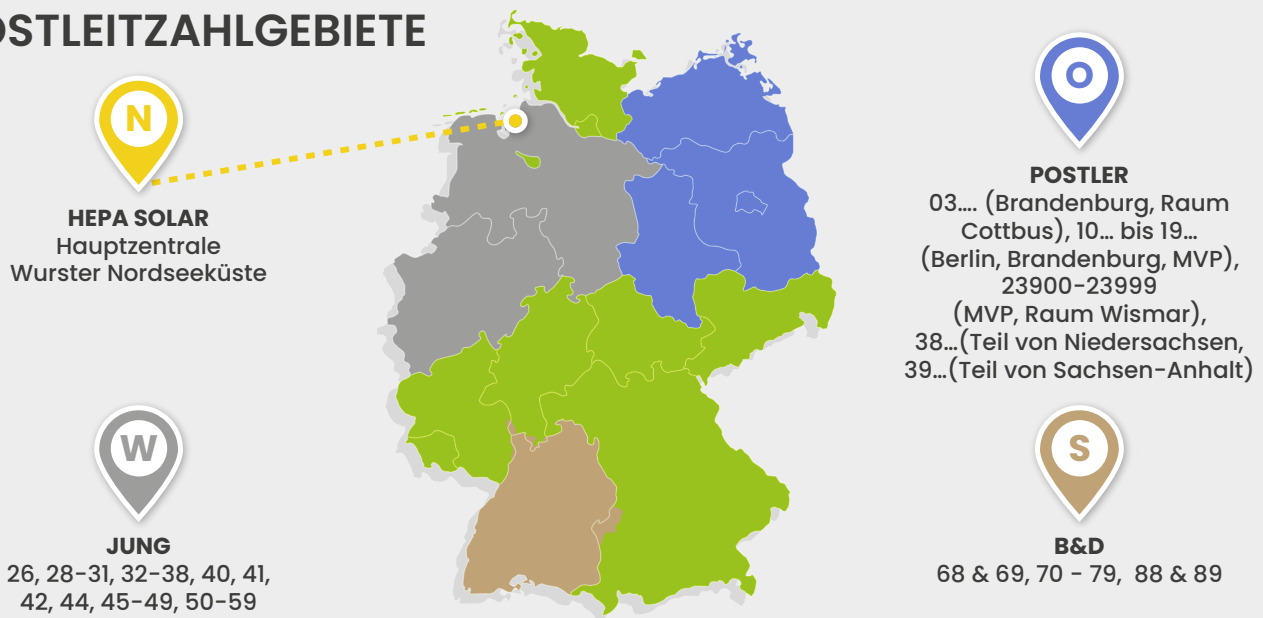 OSTLEITZAHLGEBIETE
N
HEPA SOLAR
Hauptzentrale
Wurster Nordseeküste
O
POSTLER
03.... (Brandenburg, Raum
Cottbus), 10... bis 19...
(Berlin, Brandenburg, MVP),
23900-23999
(MVP, Raum Wismar),
38...(Teil von Niedersachsen,
39...(Teil von Sachsen-Anhalt)
W
JUNG
26, 28-31, 32-38, 40, 41,
42, 44, 45-49, 50-59
S
B&D
68 & 69, 70 - 79, 88 & 89